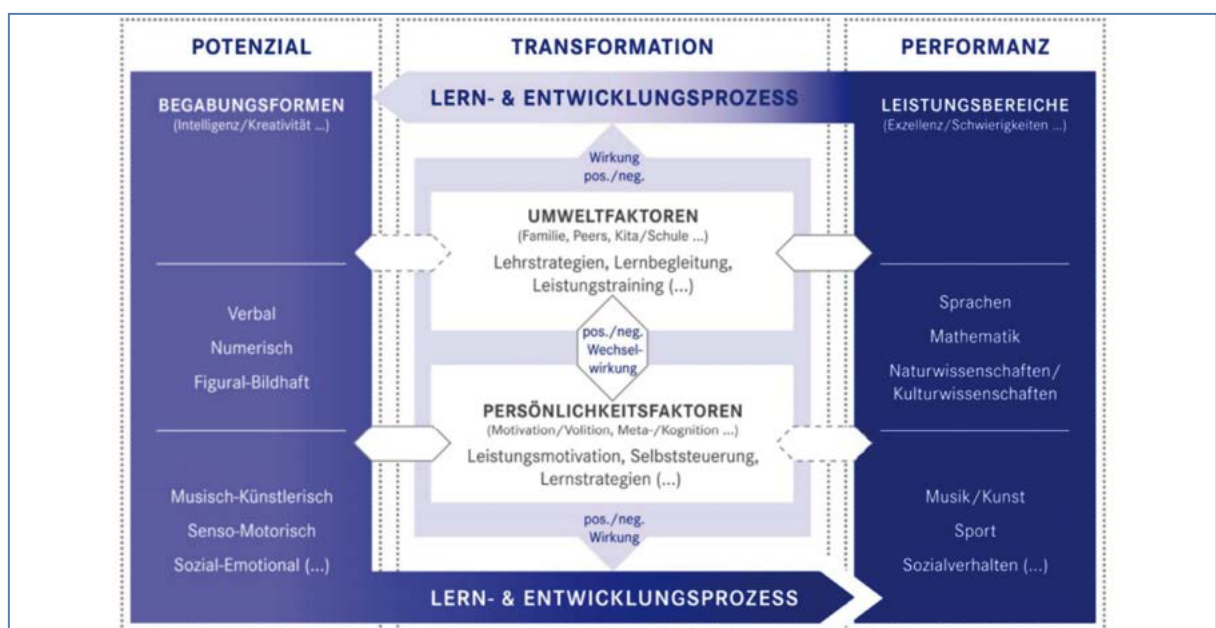 POTENZIAL
TRANSFORMATION
PERFORMANZ
BEGABUNGSFORMEN
(Intelligenz/Kreativität ...)
LERN- & ENTWICKLUNGSPROZESS
LEISTUNGSBEREICHE
(Exzellenz/Schwierigkeiten ...)
Wirkung
pos./neg.
UMWELTFAKTOREN
(Familie, Peers, Kita/Schule ...)
Lehrstrategien, Lernbegleitung,
Leistungstraining (...)
Verbal
Numerisch
Figural-Bildhaft
pos./neg.
Wechsel-
wirkung
Sprachen
Mathematik
Naturwissenschaften/
Kulturwissenschaften
PERSÖNLICHKEITSFAKTOREN
(Motivation/Volition, Meta-/Kognition ...)
Leistungsmotivation, Selbststeuerung,
Lernstrategien (...)
Musisch-Künstlerisch
Senso-Motorisch
Sozial-Emotional (...)
pos./neg.
Wirkung
Musik/Kunst
Sport
Sozialverhalten (...)
LERN- & ENTWICKLUNGSPROZESS